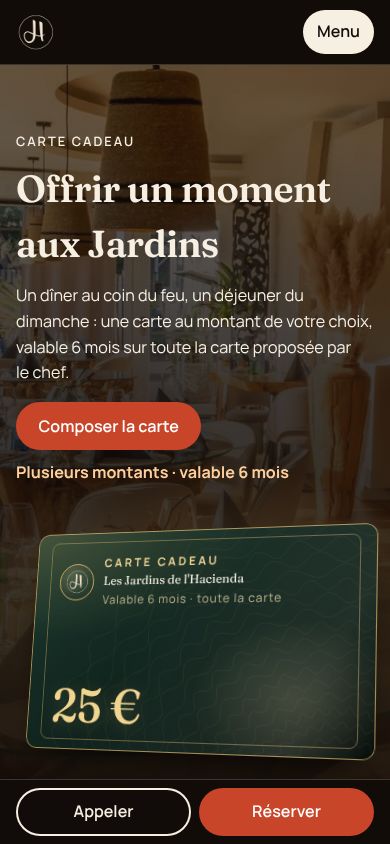 Menu
CARTE CADEAU
Offrir un moment
aux Jardins
Un dîner au coin du feu, un déjeuner du
dimanche : une carte au montant de votre choix,
valable 6 mois sur toute la carte proposée par
le chef.
Composer la carte
Plusieurs montants · valable 6 mois
CARTE CADEAU
Les Jardins de l'Hacienda
Valable 6 mois · toute la carte
25 €
Appeler
Réserver